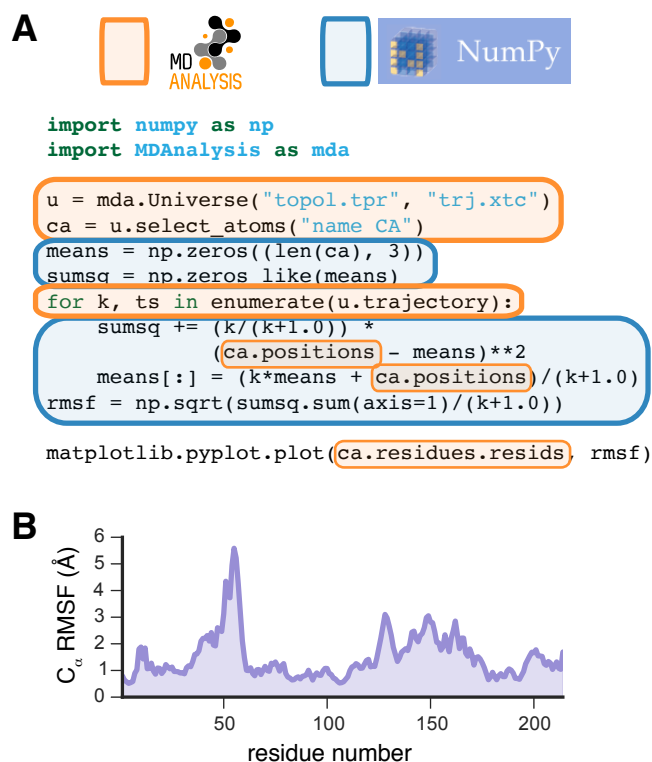 A
MD
ANALYSIS
NumPy
import numpy as np
import MDAnalysis as mda
u = mda.Universe("topol.tpr", "trj.xtc")
ca = u.select_atoms("name CA")
means = np.zeros((len(ca), 3))
sumsq = np.zeros_like(means)
for k, ts in enumerate(u.trajectory):
    sumsq += (k/(k+1.0)) *
             (ca.positions - means)**2
    means[:] = (k*means + ca.positions)/(k+1.0)
rmsf = np.sqrt(sumsq.sum(axis=1)/(k+1.0))
matplotlib.pyplot.plot(ca.residues.resids, rmsf)
B
Cα RMSF (Å)
6
5
4
3
2
1
0
50 100 150 200
residue number